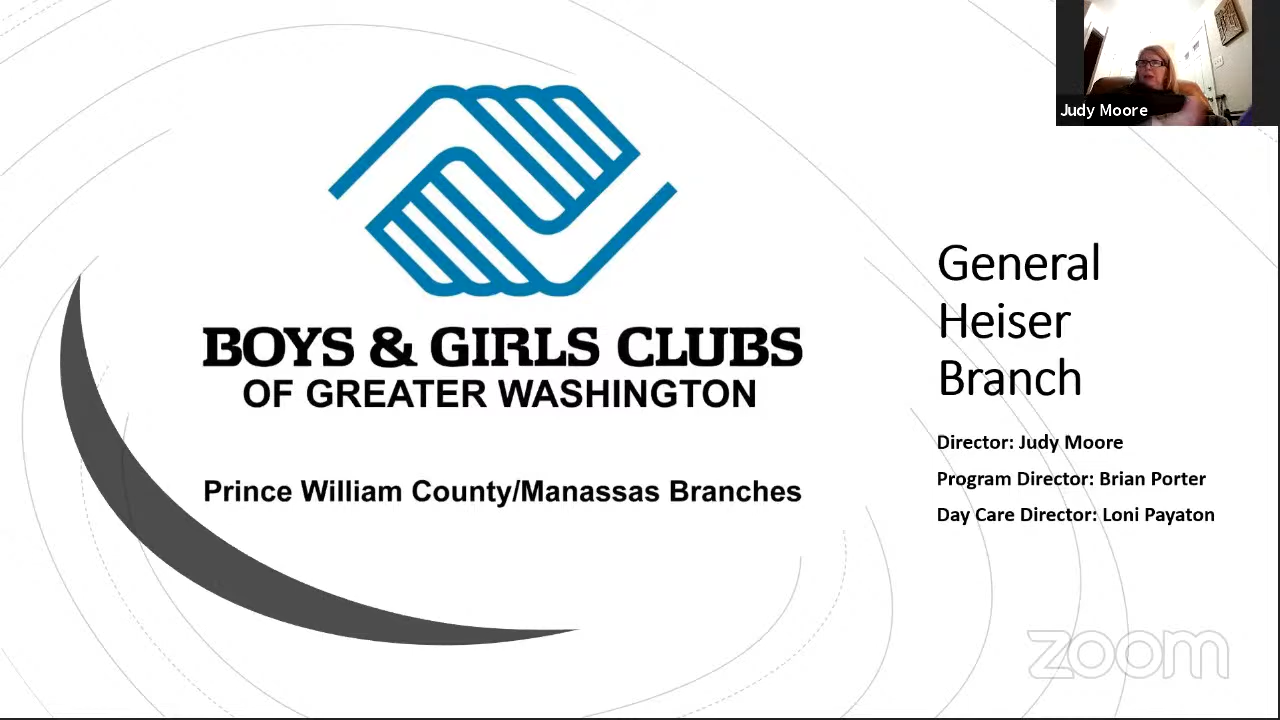 Judy Moore
BOYS & GIRLS CLUBS
OF GREATER WASHINGTON
Prince William County/Manassas Branches
General
Heiser
Branch
Director: Judy Moore
Program Director: Brian Porter
Day Care Director: Loni Payaton
zoom